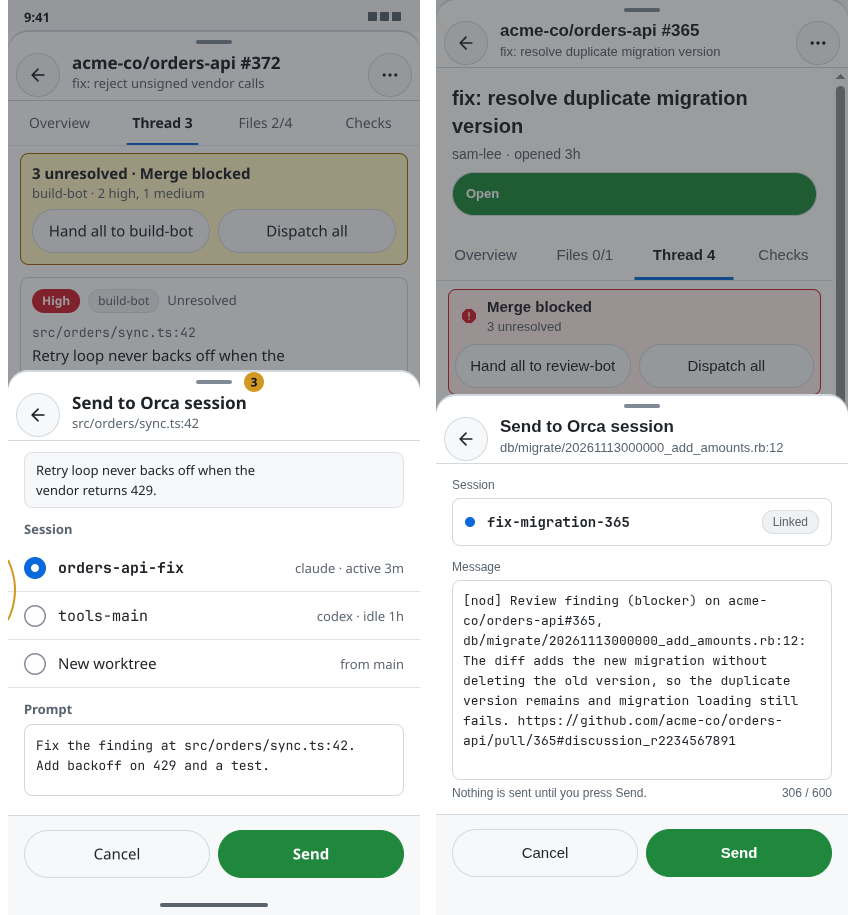 9:41
acme-co/orders-api #372
fix: reject unsigned vendor calls
Overview
Thread 3
Files 2/4
Checks
3 unresolved · Merge blocked
build-bot · 2 high, 1 medium
Hand all to build-bot
Dispatch all
High
build-bot
Unresolved
src/orders/sync.ts:42
Retry loop never backs off when the
3
Send to Orca session
src/orders/sync.ts:42
Retry loop never backs off when the
vendor returns 429.
Session
orders-api-fix
claude · active 3m
tools-main
codex · idle 1h
New worktree
from main
Prompt
Fix the finding at src/orders/sync.ts:42.
Add backoff on 429 and a test.
Cancel
Send
acme-co/orders-api #365
fix: resolve duplicate migration version
fix: resolve duplicate migration
version
sam-lee · opened 3h
Open
Overview
Files 0/1
Thread 4
Checks
Merge blocked
3 unresolved
Hand all to review-bot
Dispatch all
Send to Orca session
db/migrate/20261113000000_add_amounts.rb:12
Session
fix-migration-365
Linked
Message
[nod] Review finding (blocker) on acme-
co/orders-api#365,
db/migrate/20261113000000_add_amounts.rb:12:
The diff adds the new migration without
deleting the old version, so the duplicate
version remains and migration loading still
fails. https://github.com/acme-co/orders-
api/pull/365#discussion_r2234567891
Nothing is sent until you press Send.
306 / 600
Cancel
Send